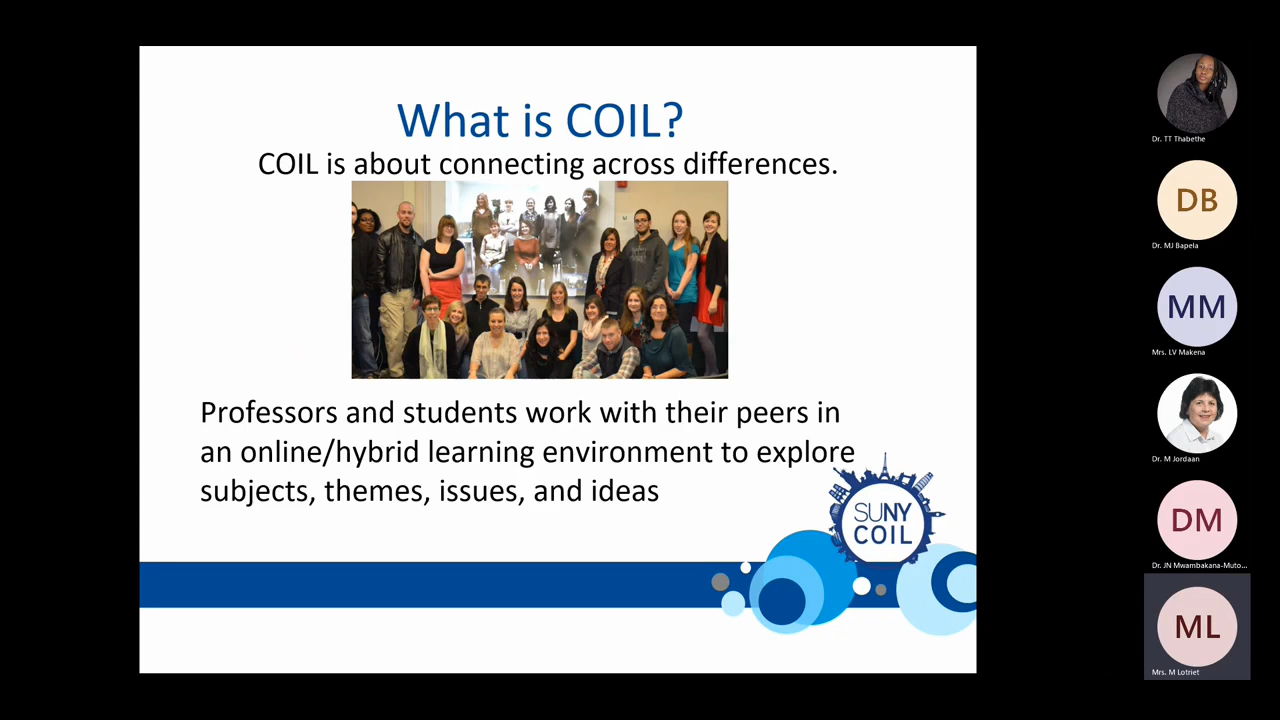 What is COIL?
COIL is about connecting across differences.
Professors and students work with their peers in
an online/hybrid learning environment to explore
subjects, themes, issues, and ideas
SUNY
COIL
Dr. TT Thabethe
DB
Dr. MJ Bapela
MM
Mrs. LV Makena
Dr. M Jordaan
DM
Dr. JN Mwambakana-Muto...
ML
Mrs. M Lotriet